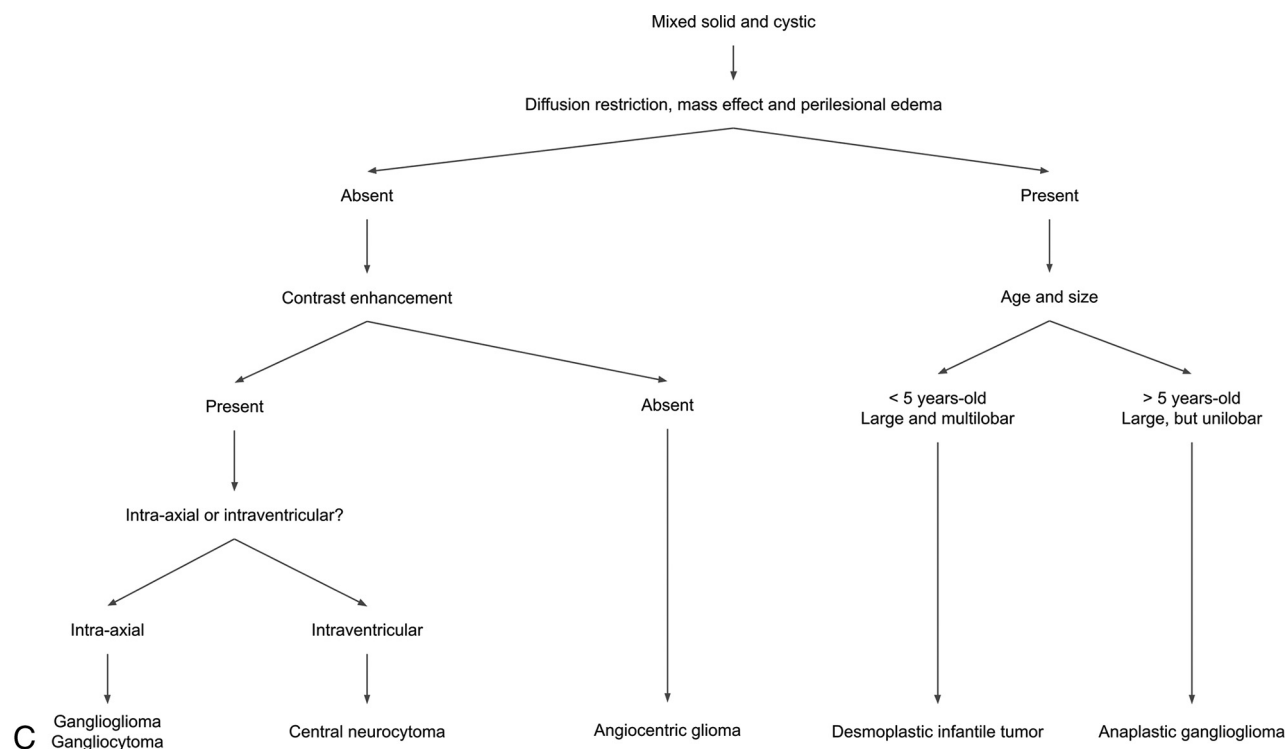 Mixed solid and cystic
Diffusion restriction, mass effect and perilesional edema
Absent
Present
Contrast enhancement
Age and size
Present
Absent
< 5 years-old
Large and multilobar
> 5 years-old
Large, but unilobar
Intra-axial or intraventricular?
Intra-axial
Intraventricular
C
Ganglioglioma
Gangliocytoma
Central neurocytoma
Angiocentric glioma
Desmoplastic infantile tumor
Anaplastic ganglioglioma